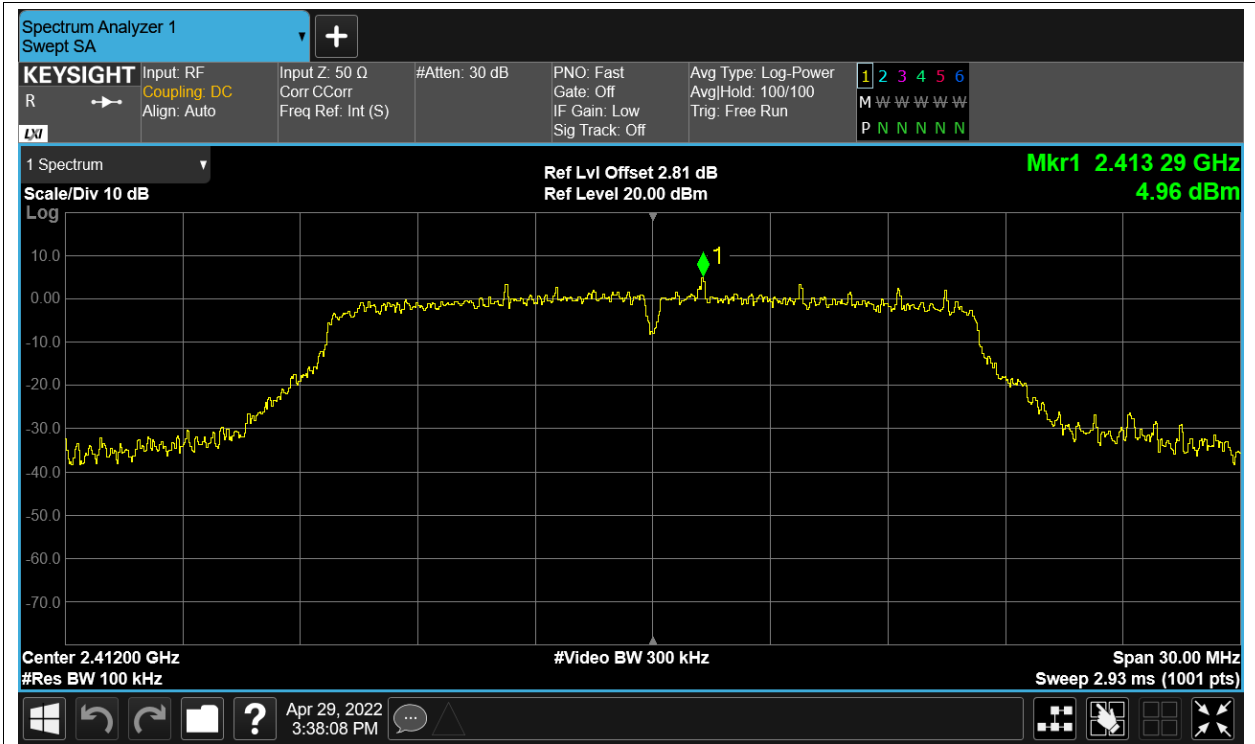 Spectrum Analyzer 1
Swept SA
+
KEYSIGHT
R
LXI
Input: RF
Coupling: DC
Align: Auto
Input Z: 50 Ω
Corr CCorr
Freq Ref: Int (S)
#Atten: 30 dB
PNO: Fast
Gate: Off
IF Gain: Low
Sig Track: Off
Avg Type: Log-Power
Avg|Hold: 100/100
Trig: Free Run
1 2 3 4 5 6
M W W W W W
P N N N N N
1 Spectrum
Scale/Div 10 dB
Log
Ref Lvl Offset 2.81 dB
Ref Level 20.00 dBm
Mkr1 2.413 29 GHz
4.96 dBm
1
10.0
0.00
-10.0
-20.0
-30.0
-40.0
-50.0
-60.0
-70.0
Center 2.41200 GHz
#Res BW 100 kHz
#Video BW 300 kHz
Span 30.00 MHz
Sweep 2.93 ms (1001 pts)
?
Apr 29, 2022
3:38:08 PM